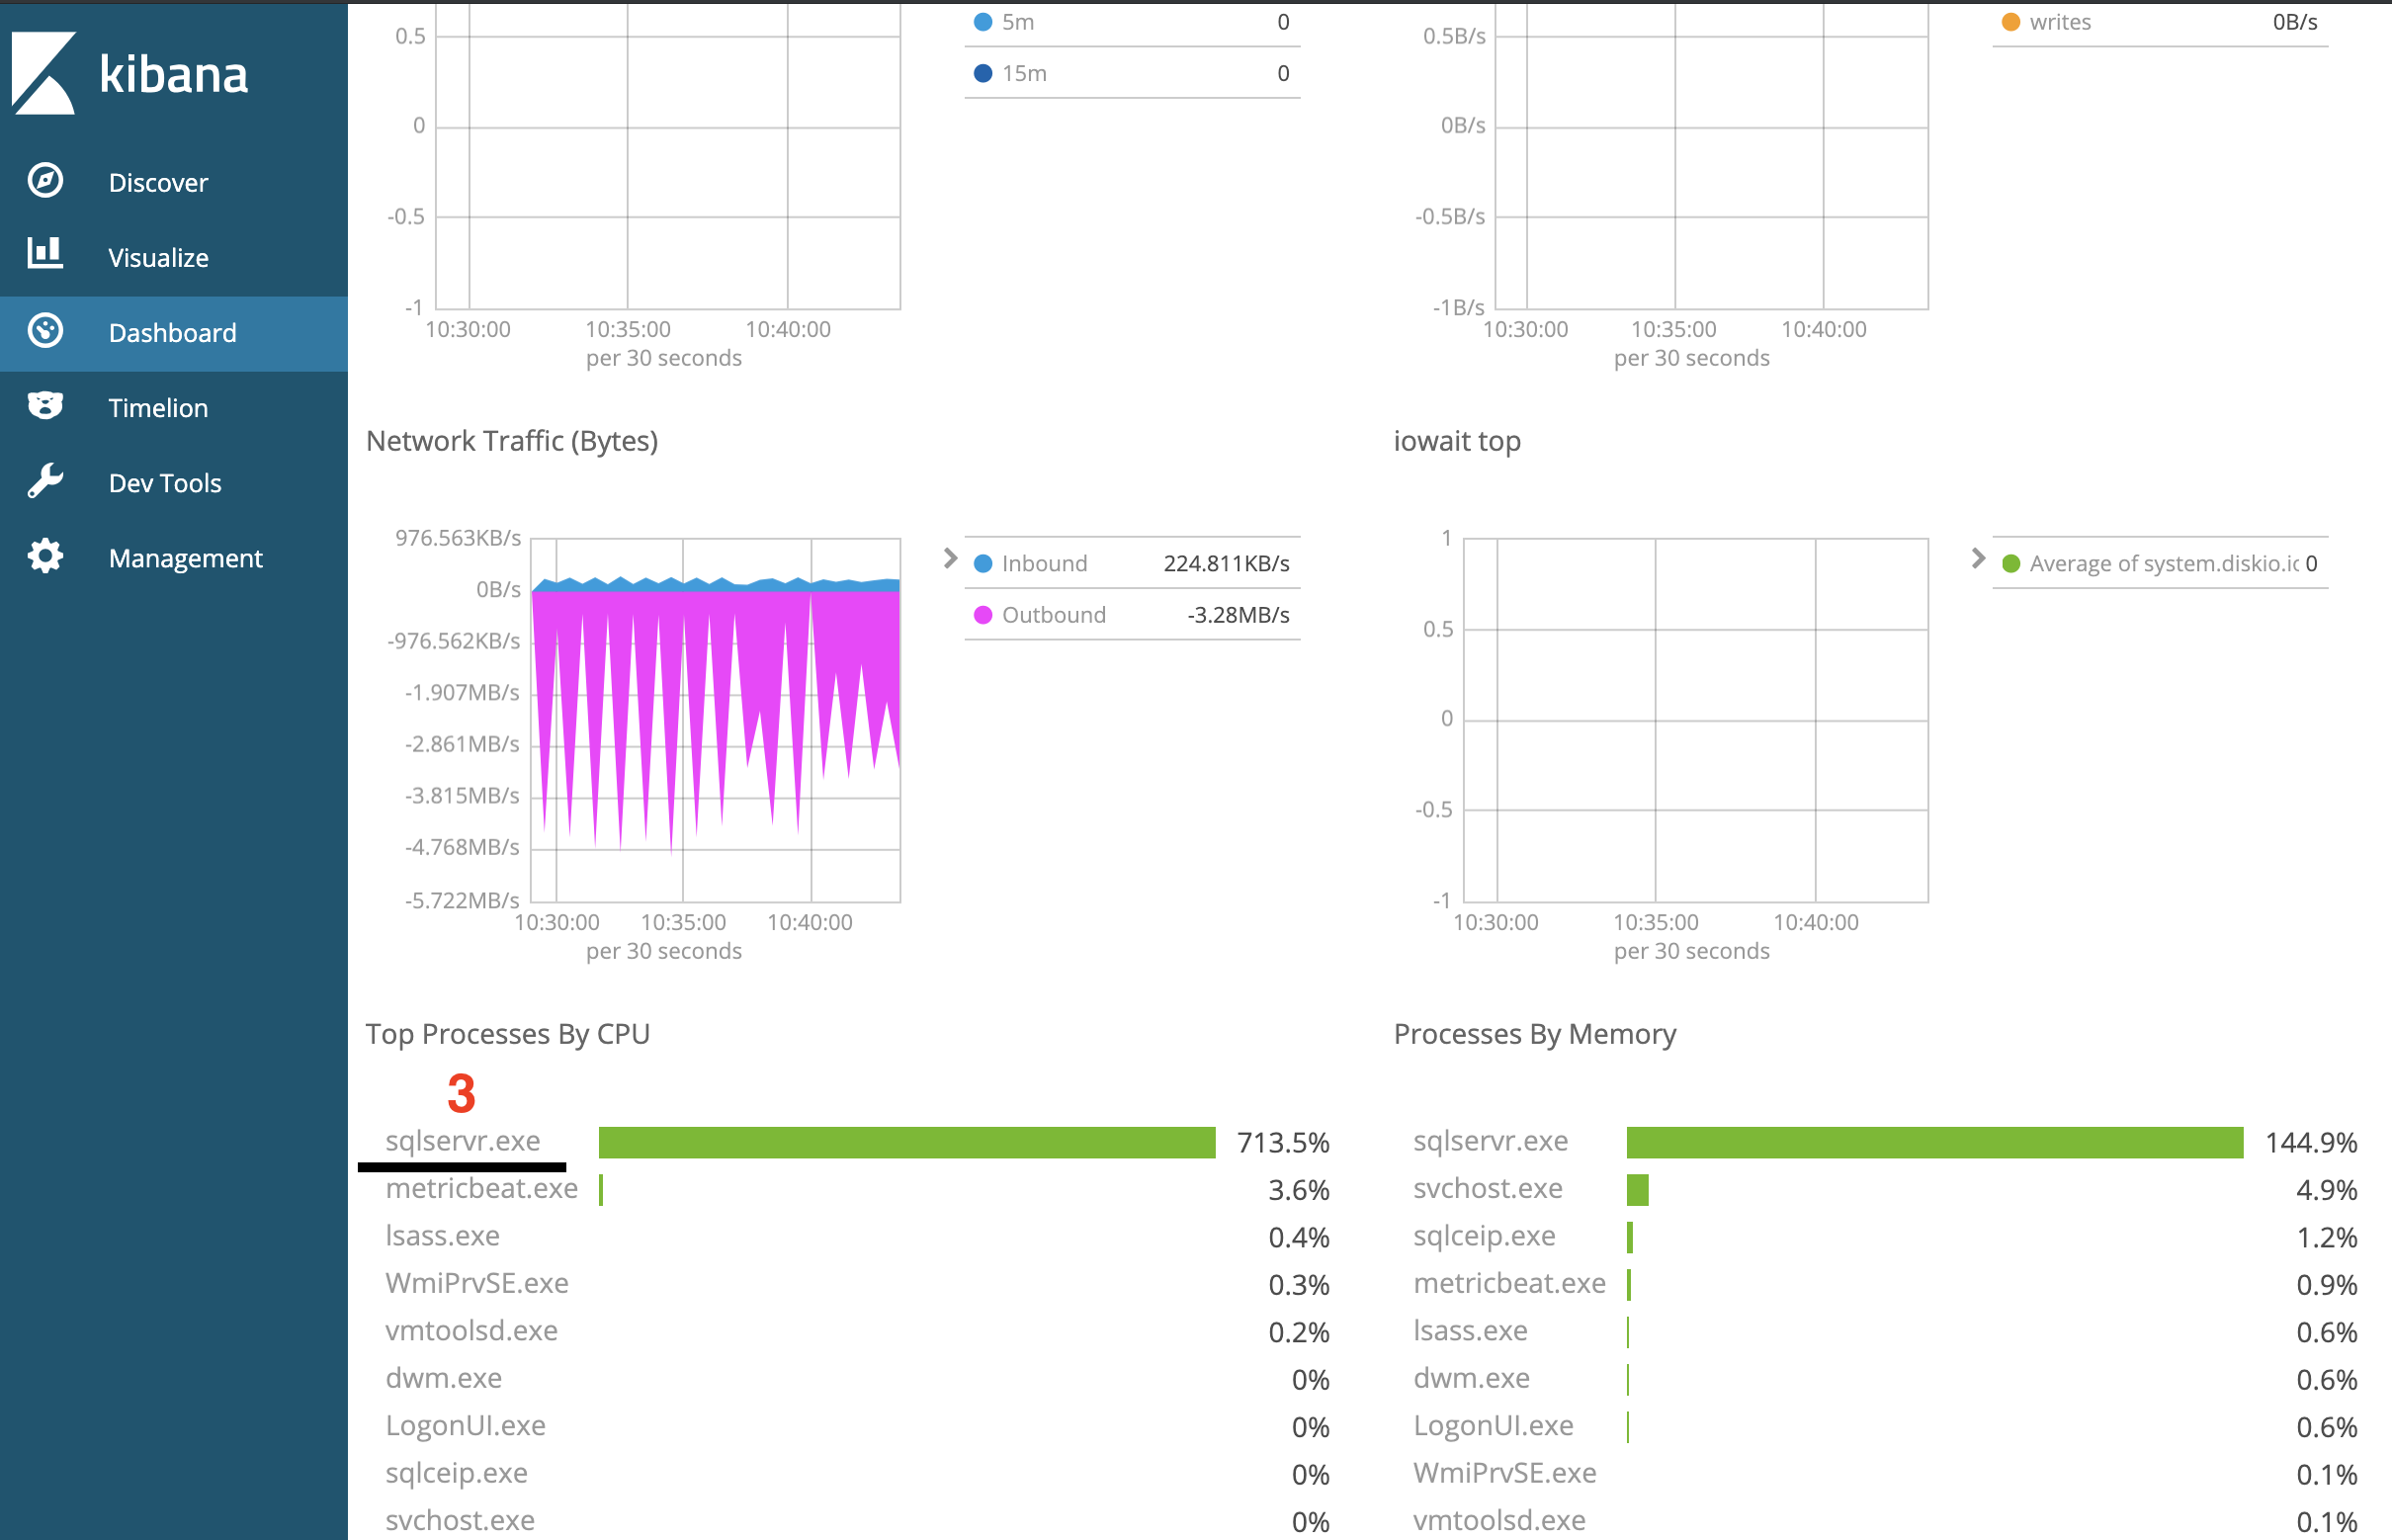 kibana
Discover
Visualize
Dashboard
Timelion
Dev Tools
Management
0.5
0
-0.5
-1
10:30:00 10:35:00 10:40:00
per 30 seconds
5m 0
15m 0
0.5B/s
0B/s
-0.5B/s
-1B/s
10:30:00 10:35:00 10:40:00
per 30 seconds
writes 0B/s
Network Traffic (Bytes)
976.563KB/s
0B/s
-976.562KB/s
-1.907MB/s
-2.861MB/s
-3.815MB/s
-4.768MB/s
-5.722MB/s
10:30:00 10:35:00 10:40:00
per 30 seconds
Inbound 224.811KB/s
Outbound -3.28MB/s
iowait top
1
0.5
0
-0.5
-1
10:30:00 10:35:00 10:40:00
per 30 seconds
Average of system.diskio.io 0
Top Processes By CPU
3
sqlservr.exe 713.5%
metricbeat.exe 3.6%
lsass.exe 0.4%
WmiPrvSE.exe 0.3%
vmtoolsd.exe 0.2%
dwm.exe 0%
LogonUI.exe 0%
sqlceip.exe 0%
svchost.exe 0%
Processes By Memory
sqlservr.exe 144.9%
svchost.exe 4.9%
sqlceip.exe 1.2%
metricbeat.exe 0.9%
lsass.exe 0.6%
dwm.exe 0.6%
LogonUI.exe 0.6%
WmiPrvSE.exe 0.1%
vmtoolsd.exe 0.1%